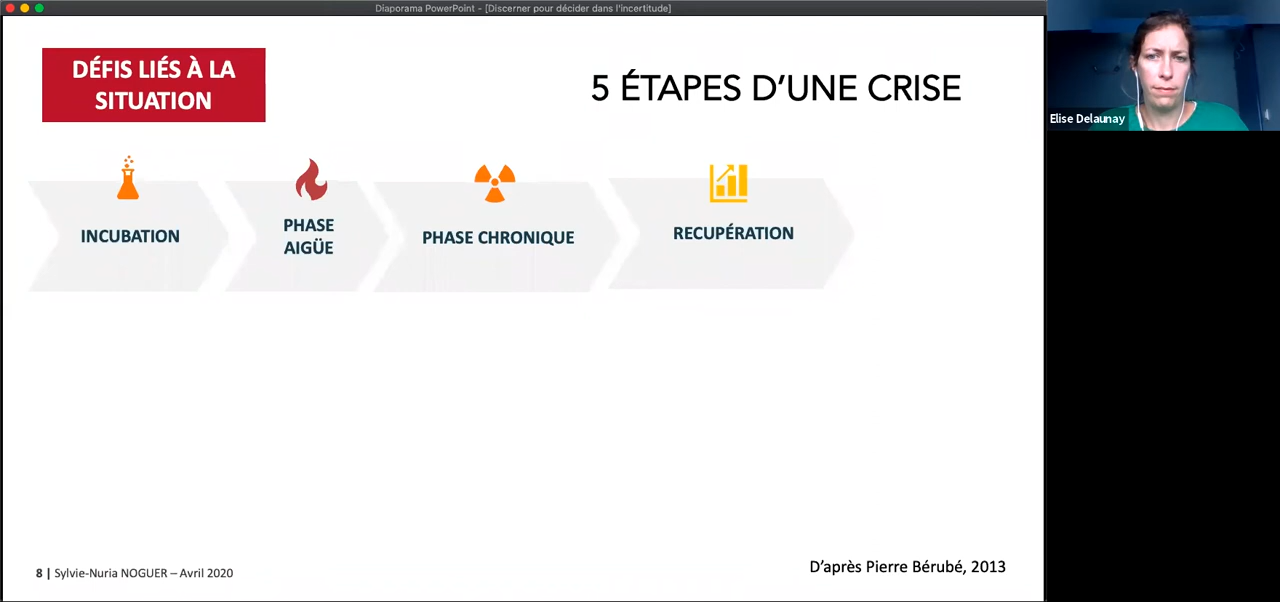 Diaporama PowerPoint - [Discerner pour décider dans l'incertitude]
DÉFIS LIÉS À LA
SITUATION
5 ÉTAPES D'UNE CRISE
Elise Delaunay
INCUBATION
PHASE
AIGÜE
PHASE CHRONIQUE
RECUPÉRATION
8 | Sylvie-Nuria NOGUER – Avril 2020
D'après Pierre Bérubé, 2013